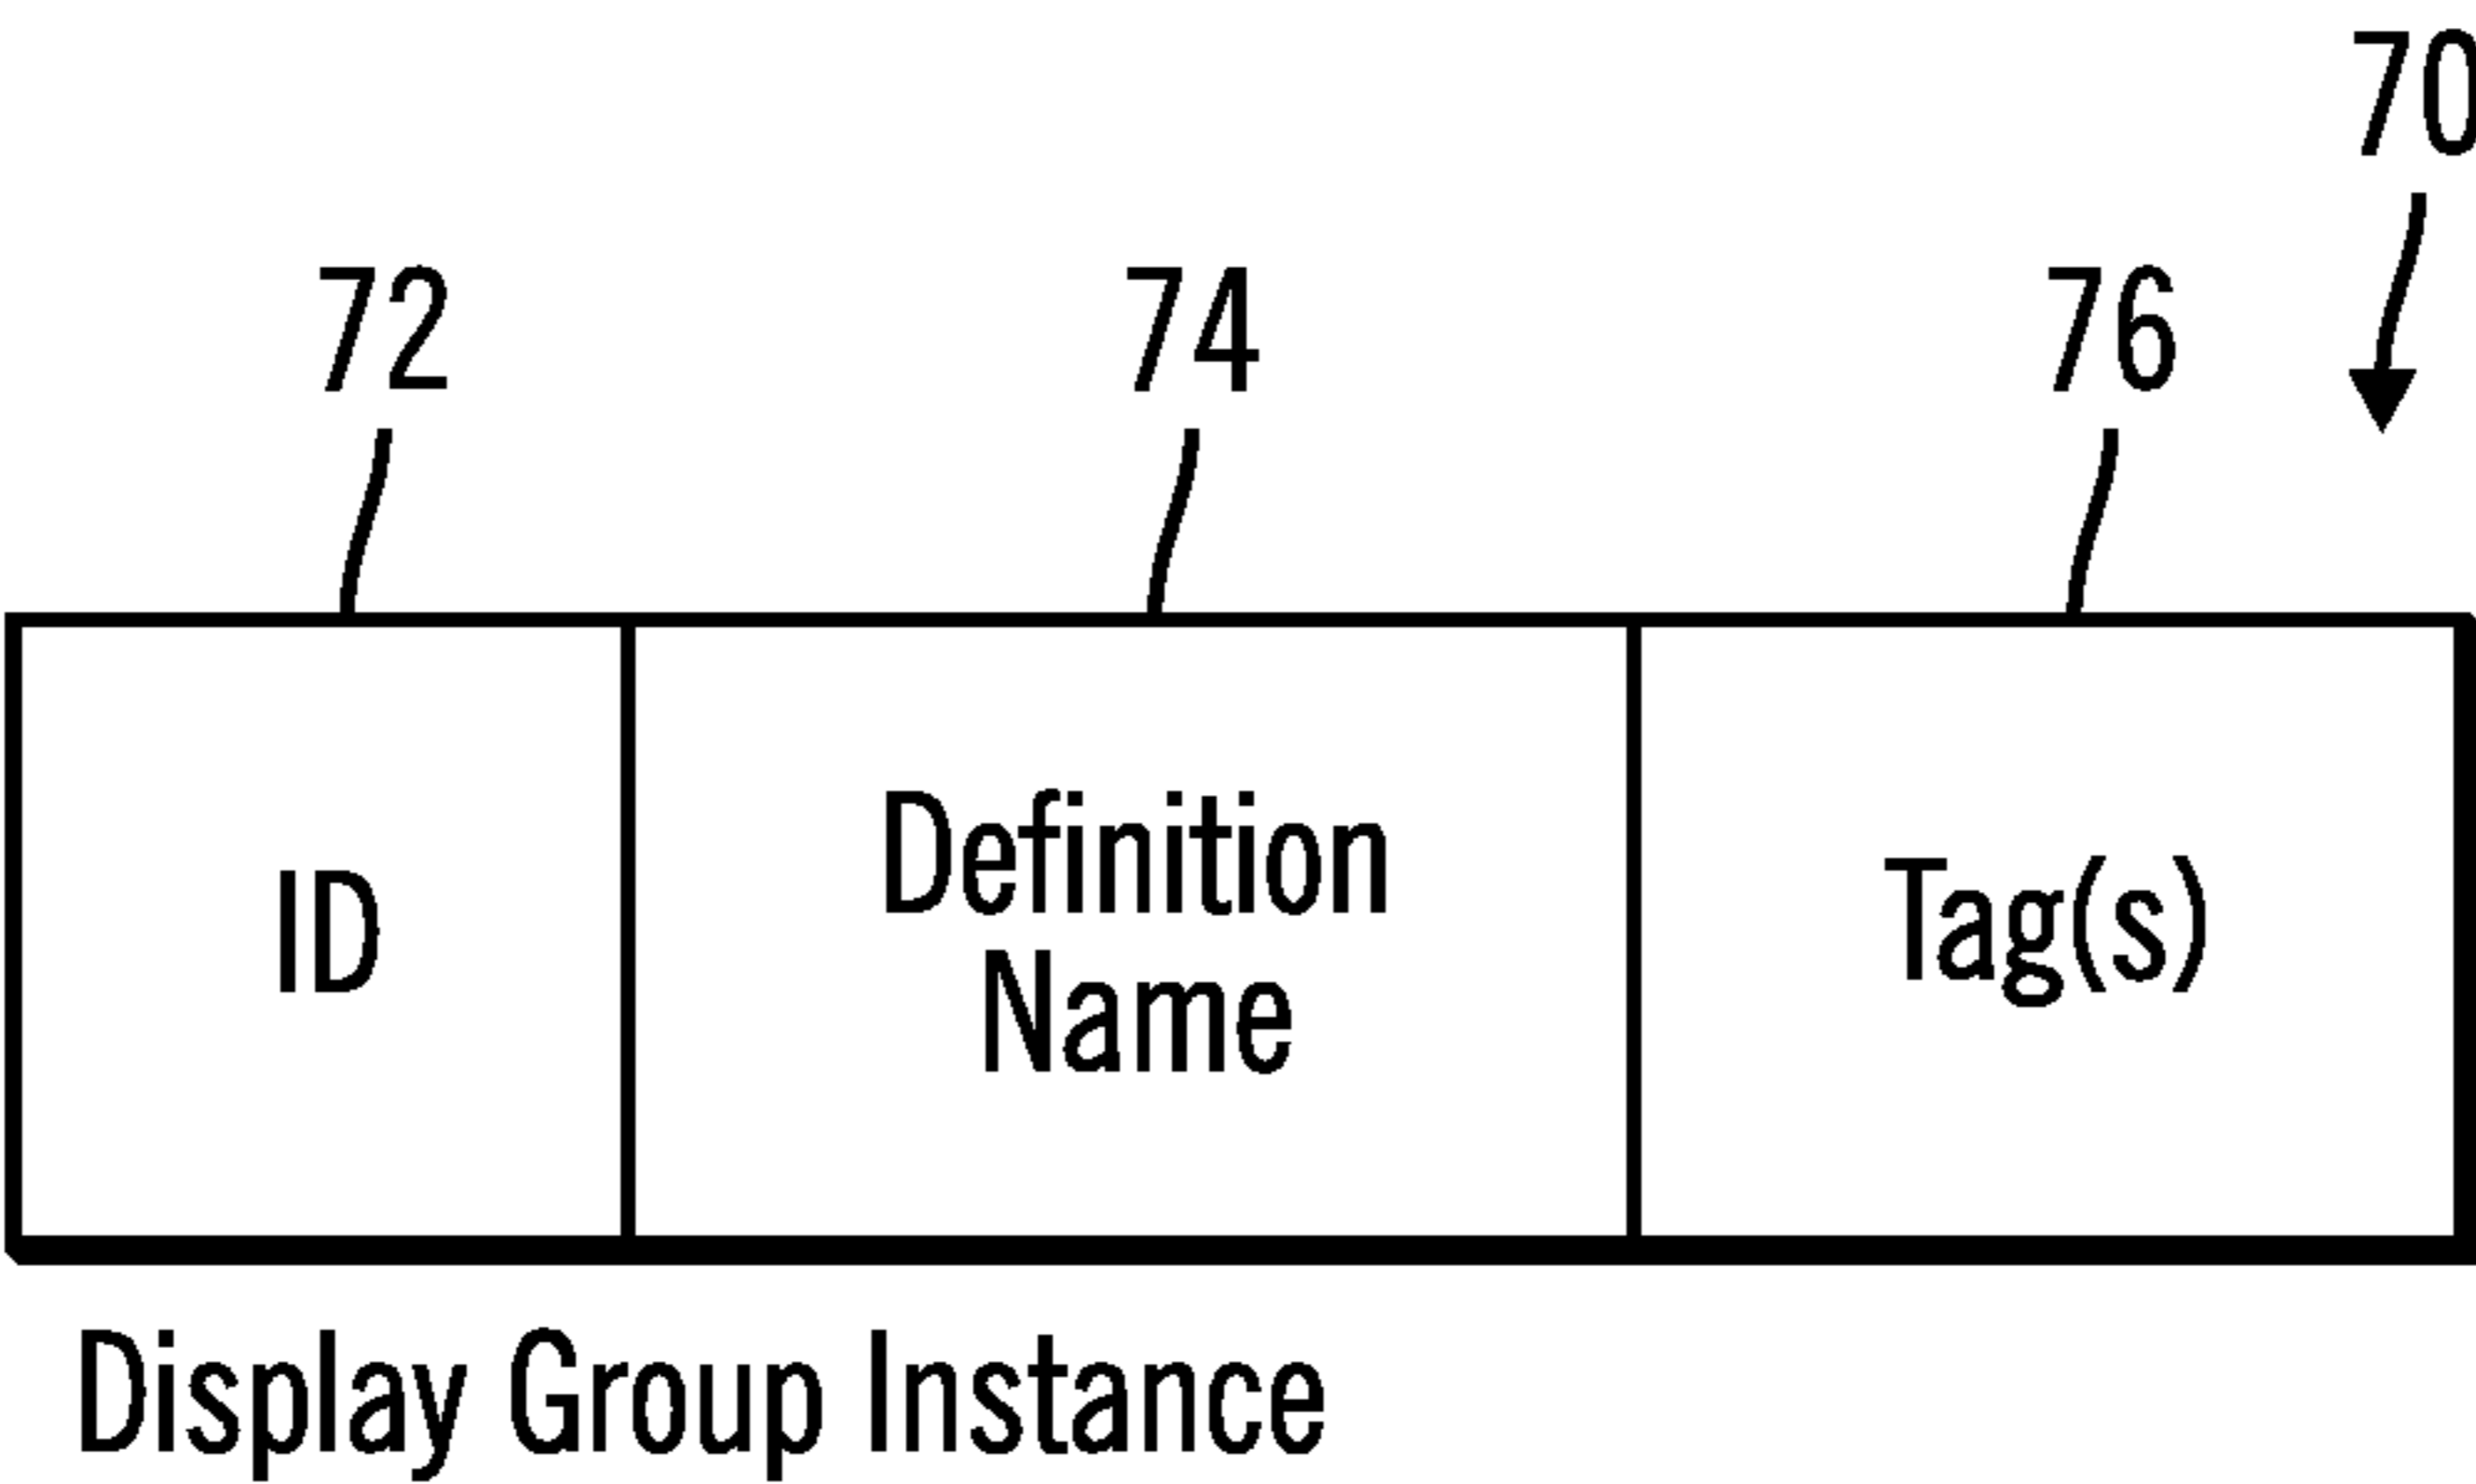 70
72 74 76
ID
Definition
Name
Tag(s)
Display Group Instance